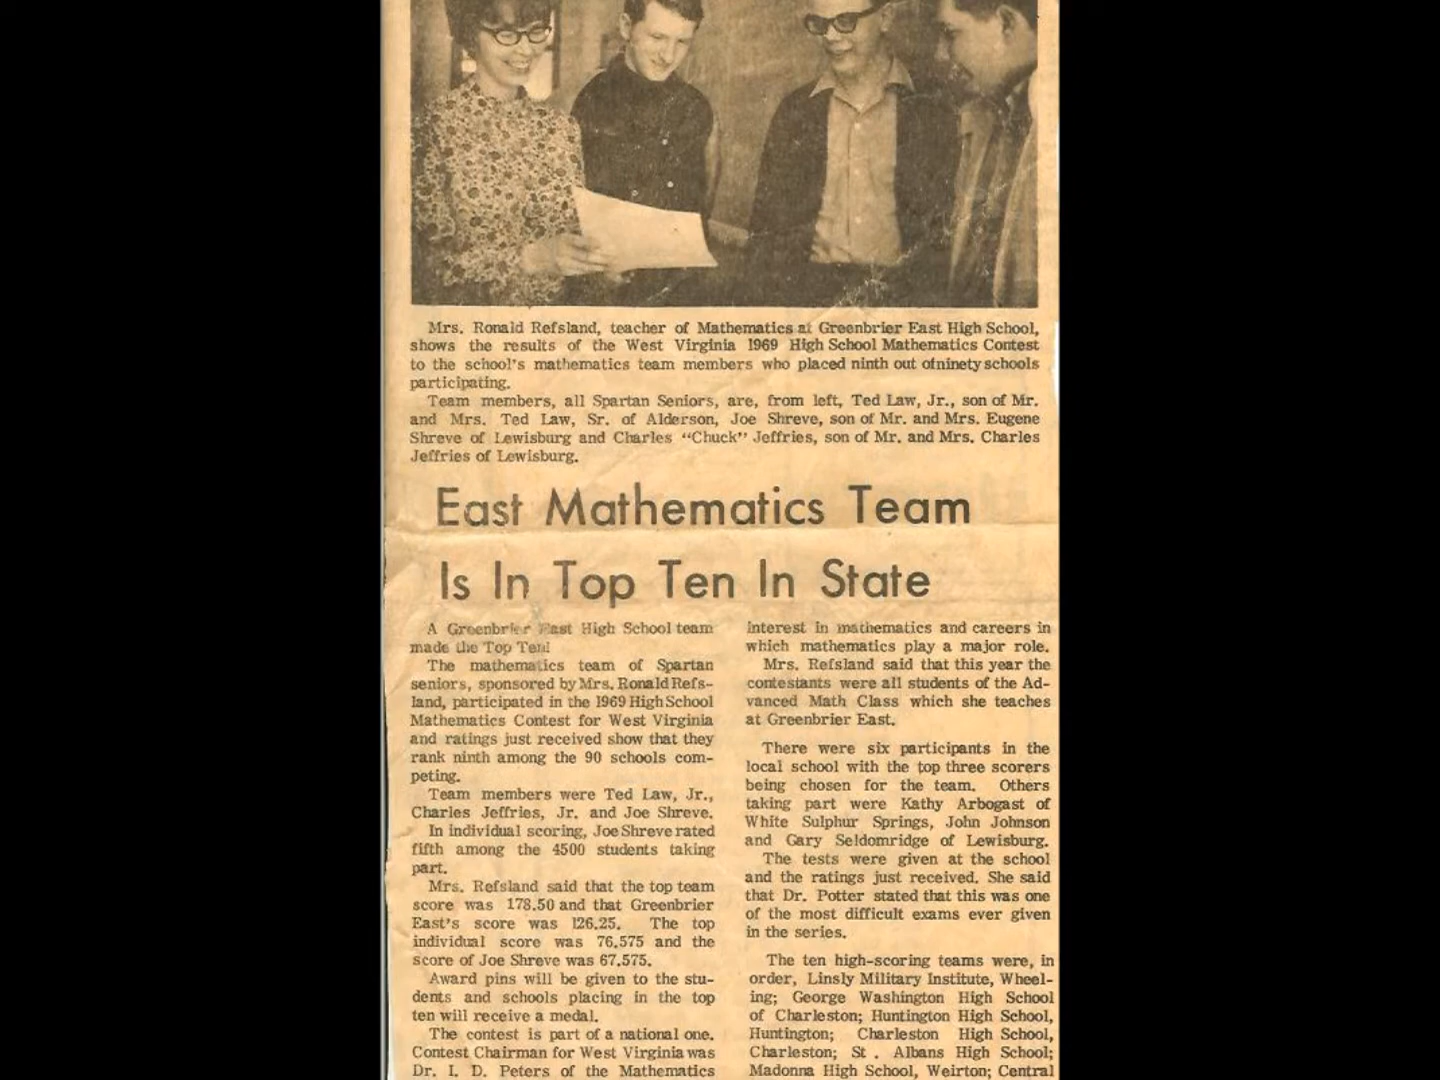 Mrs. Ronald Refsland, teacher of Mathematics at Greenbrier East High School,
shows the results of the West Virginia 1969 High School Mathematics Contest
to the school's mathematics team members who placed ninth out ofninety schools
participating.
Team members, all Spartan Seniors, are, from left, Ted Law, Jr., son of Mr.
and Mrs. Ted Law, Sr. of Alderson, Joe Shreve, son of Mr. and Mrs. Eugene
Shreve of Lewisburg and Charles “Chuck” Jeffries, son of Mr. and Mrs. Charles
Jeffries of Lewisburg.
East Mathematics Team
Is In Top Ten In State
A Greenbrier East High School team
made the Top Ten!
The mathematics team of Spartan
seniors, sponsored by Mrs. Ronald Refs-
land, participated in the 1969 High School
Mathematics Contest for West Virginia
and ratings just received show that they
rank ninth among the 90 schools com-
peting.
Team members were Ted Law, Jr.,
Charles Jeffries, Jr. and Joe Shreve.
In individual scoring, Joe Shreve rated
fifth among the 4500 students taking
part.
Mrs. Refsland said that the top team
score was 178.50 and that Greenbrier
East's score was 126.25. The top
individual score was 76.575 and the
score of Joe Shreve was 67.575.
Award pins will be given to the stu-
dents and schools placing in the top
ten will receive a medal.
The contest is part of a national one.
Contest Chairman for West Virginia was
Dr. I. D. Peters of the Mathematics
interest in mathematics and careers in
which mathematics play a major role.
Mrs. Refsland said that this year the
contestants were all students of the Ad-
vanced Math Class which she teaches
at Greenbrier East.
There were six participants in the
local school with the top three scorers
being chosen for the team. Others
taking part were Kathy Arbogast of
White Sulphur Springs, John Johnson
and Gary Seldomridge of Lewisburg.
The tests were given at the school
and the ratings just received. She said
that Dr. Potter stated that this was one
of the most difficult exams ever given
in the series.
The ten high-scoring teams were, in
order, Linsly Military Institute, Wheel-
ing; George Washington High School
of Charleston; Huntington High School,
Huntington; Charleston High School,
Charleston; St . Albans High School;
Madonna High School, Weirton; Central